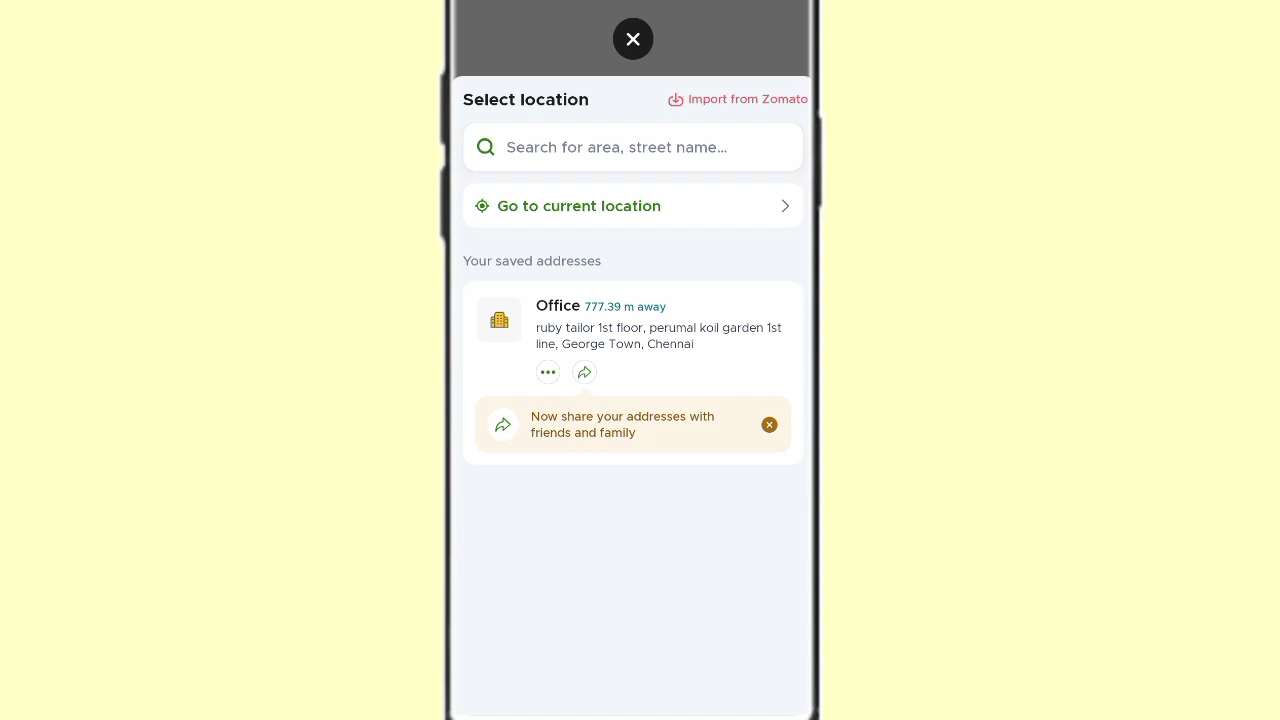 Select location
Import from Zomato
Search for area, street name...
Go to current location
Your saved addresses
Office 777.39 m away
ruby tailor 1st floor, perumal koil garden 1st
line, George Town, Chennai
Now share your addresses with
friends and family